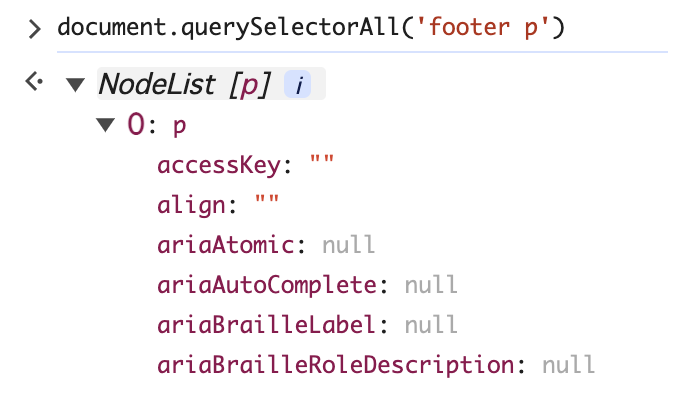 > document.querySelectorAll('footer p')
NodeList [p] i
0: p
accessKey: ""
align: ""
ariaAtomic: null
ariaAutoComplete: null
ariaBrailleLabel: null
ariaBrailleRoleDescription: null